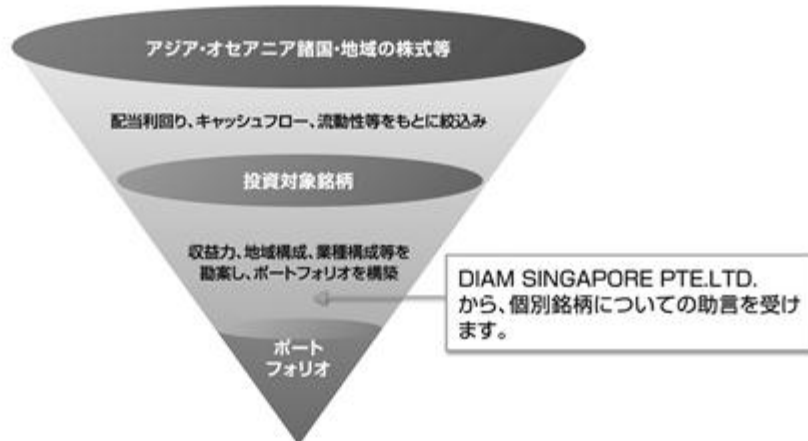 アジア・オセアニア諸国・地域の株式等
配当利回り、キャッシュフロー、流動性等をもとに絞込み
投資対象銘柄
収益力、地域構成、業種構成等を
勘案し、ポートフォリオを構築
DIAM SINGAPORE PTE.LTD.
から、個別銘柄についての助言を受け
ます。
ポート
フォリオ